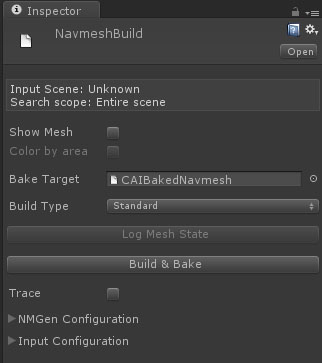 Inspector
NavmeshBuild
Open
Input Scene: Unknown
Search scope: Entire scene
Show Mesh
Color by area
Bake Target
CAIBakedNavmesh
Build Type
Standard
Log Mesh State
Build & Bake
Trace
NMGen Configuration
Input Configuration